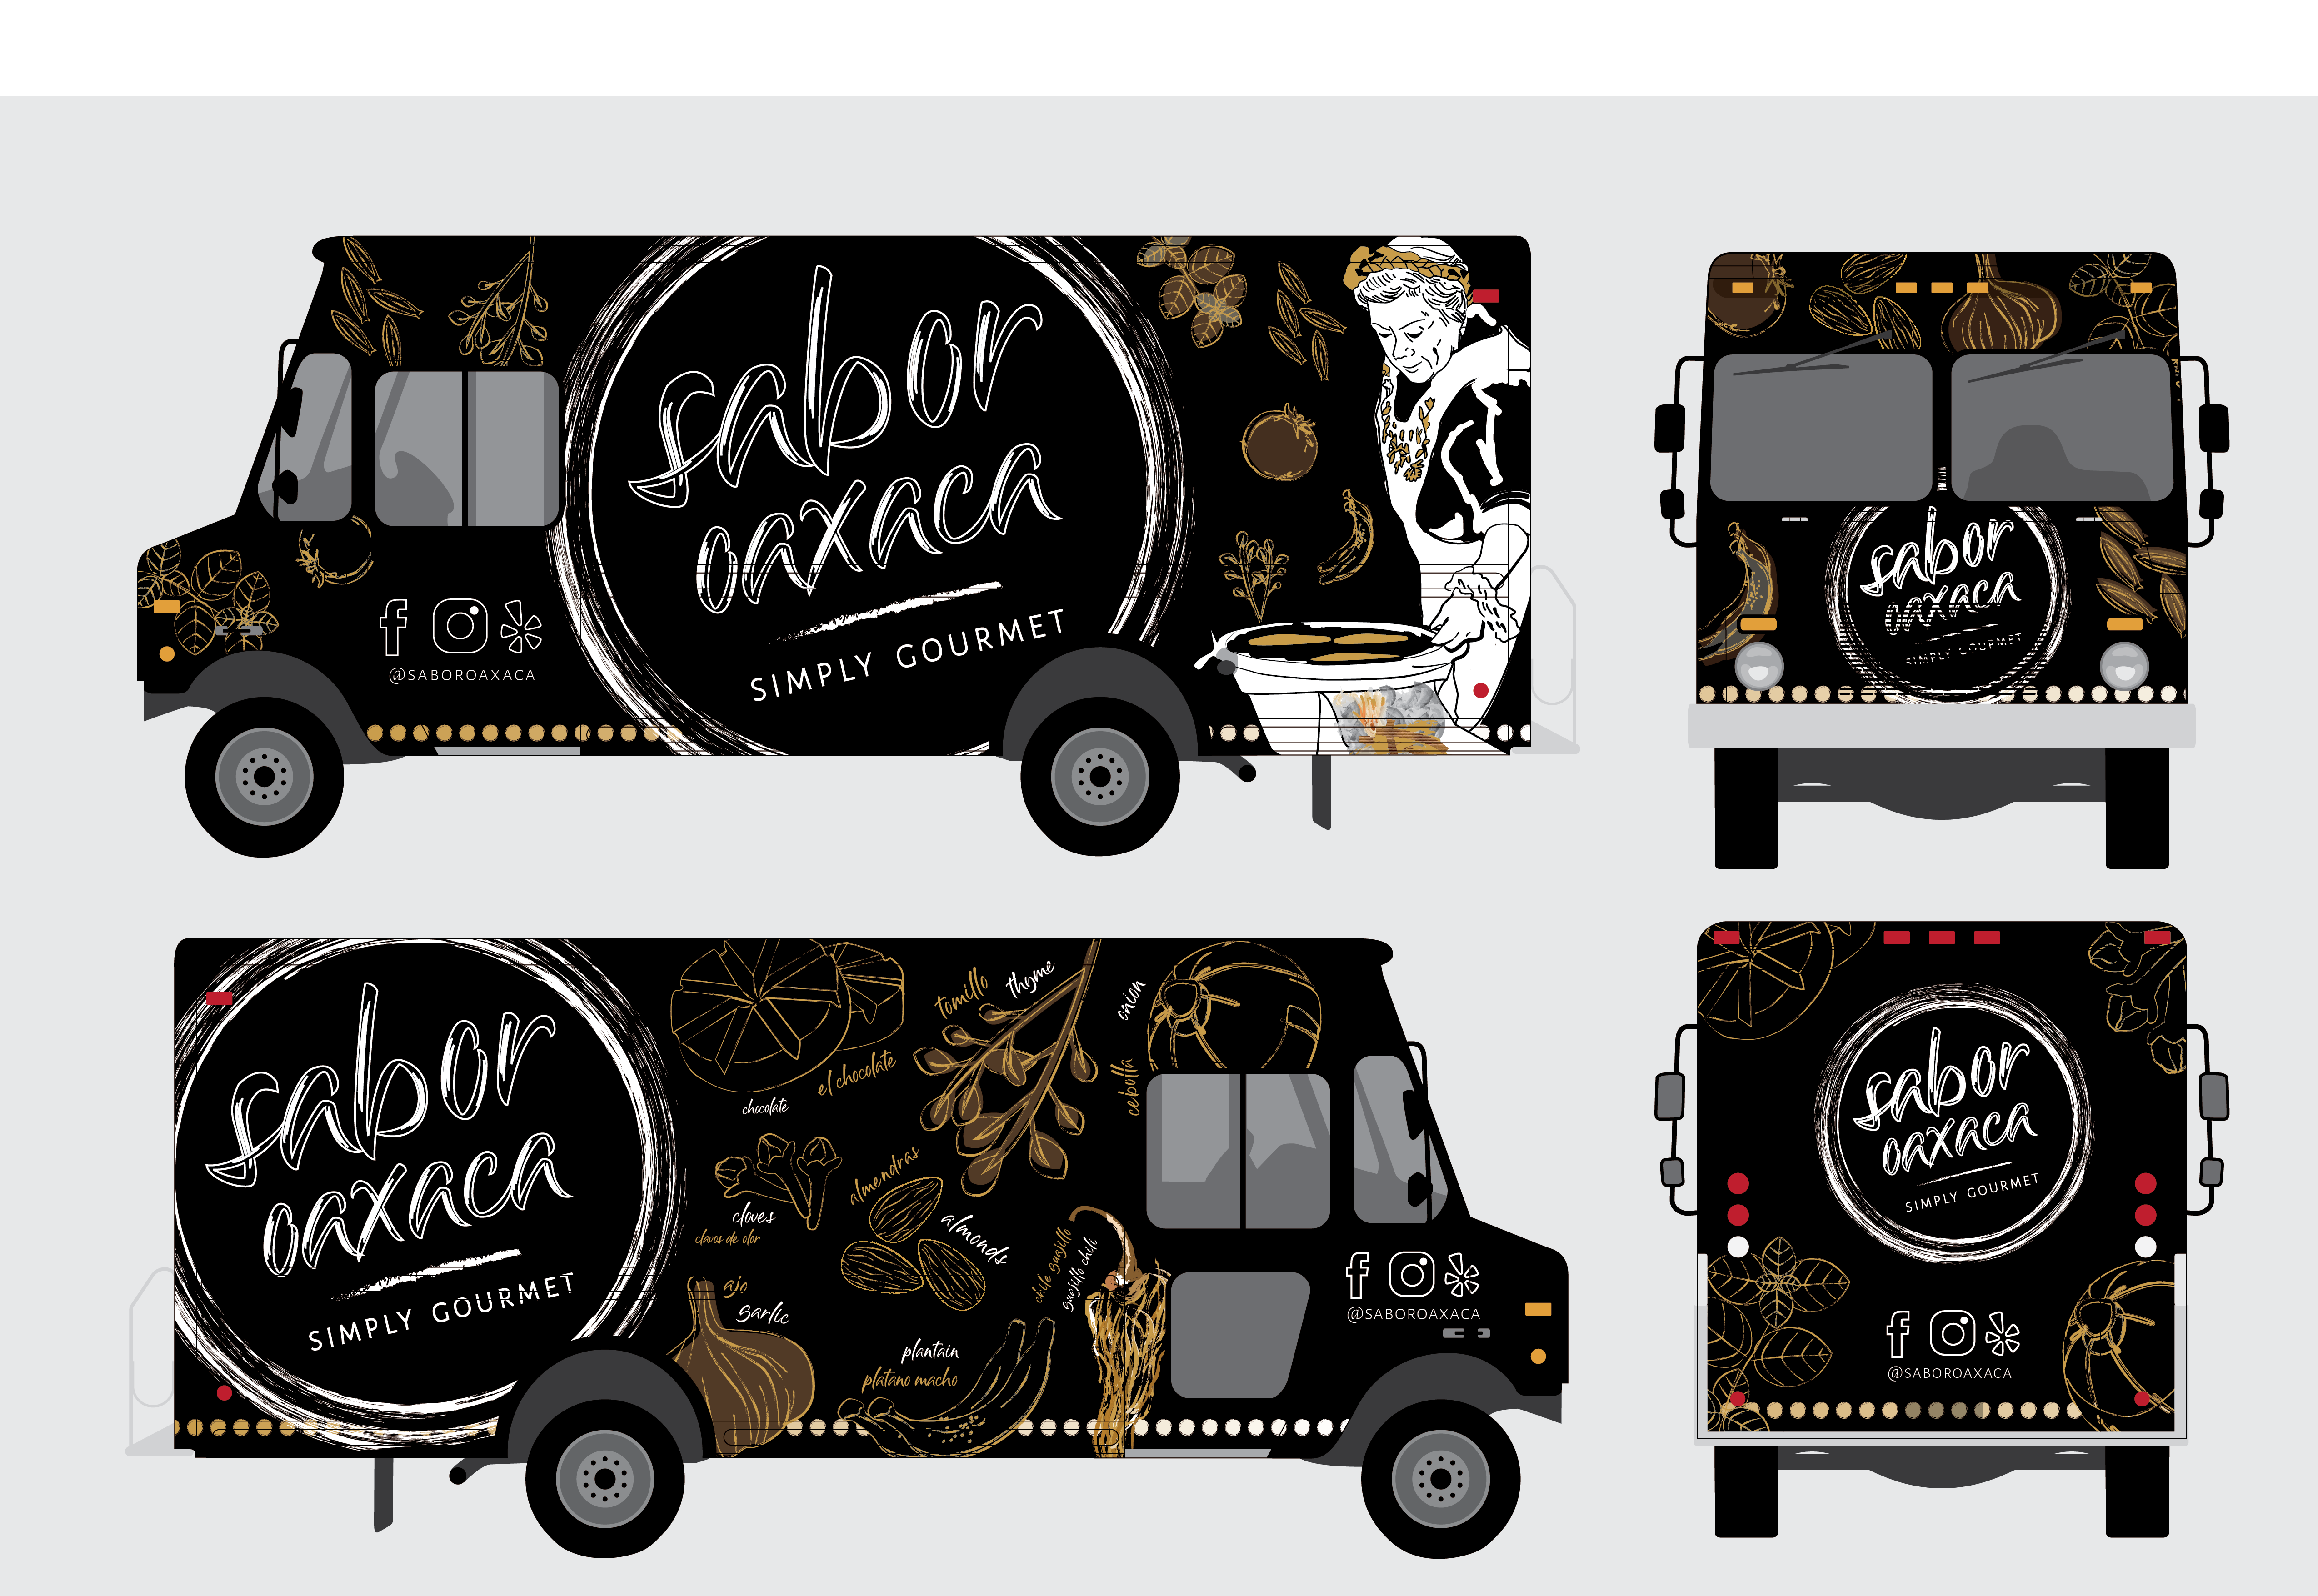 sabor
oaxaca
SIMPLY GOURMET
@SABOROAXACA
sabor
oaxaca
SIMPLY GOURMET
sabor
oaxaca
SIMPLY GOURMET
tomillo
thyme
onion
cebolla
el chocolate
chocolate
almendras
almonds
cloves
clavos de olor
chile guajillo
guajillo chili
ajo
garlic
plantain
platano macho
@SABOROAXACA
sabor
oaxaca
SIMPLY GOURMET
@SABOROAXACA